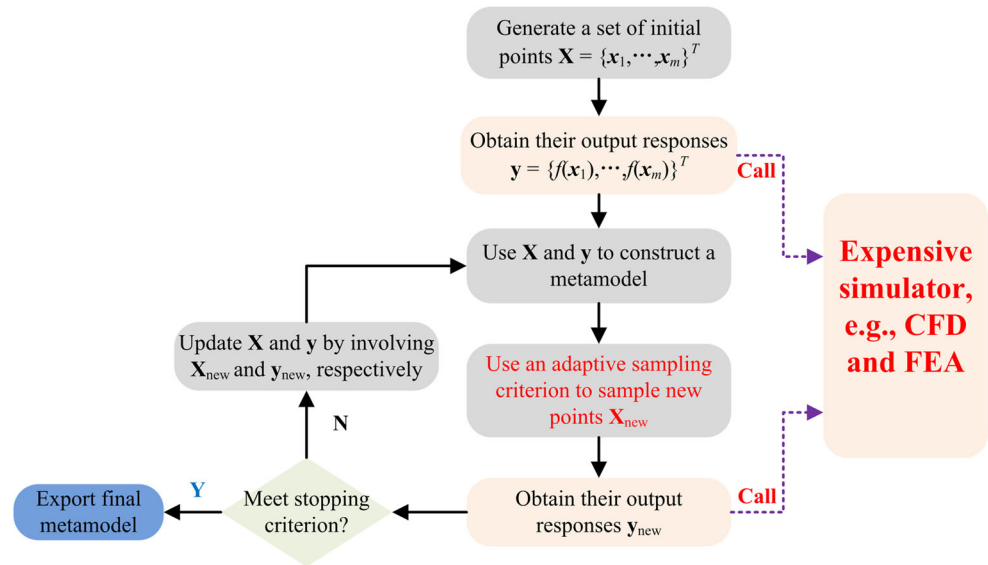 Generate a set of initial
points X = {x₁,⋯,xₘ}ᵀ
Obtain their output responses
y = {f(x₁),⋯,f(xₘ)}ᵀ
Call
Use X and y to construct a
metamodel
Expensive
simulator,
e.g., CFD
and FEA
Update X and y by involving
Xnew and ynew, respectively
Use an adaptive sampling
criterion to sample new
points Xnew
N
Y
Call
Export final
metamodel
Meet stopping
criterion?
Obtain their output
responses ynew